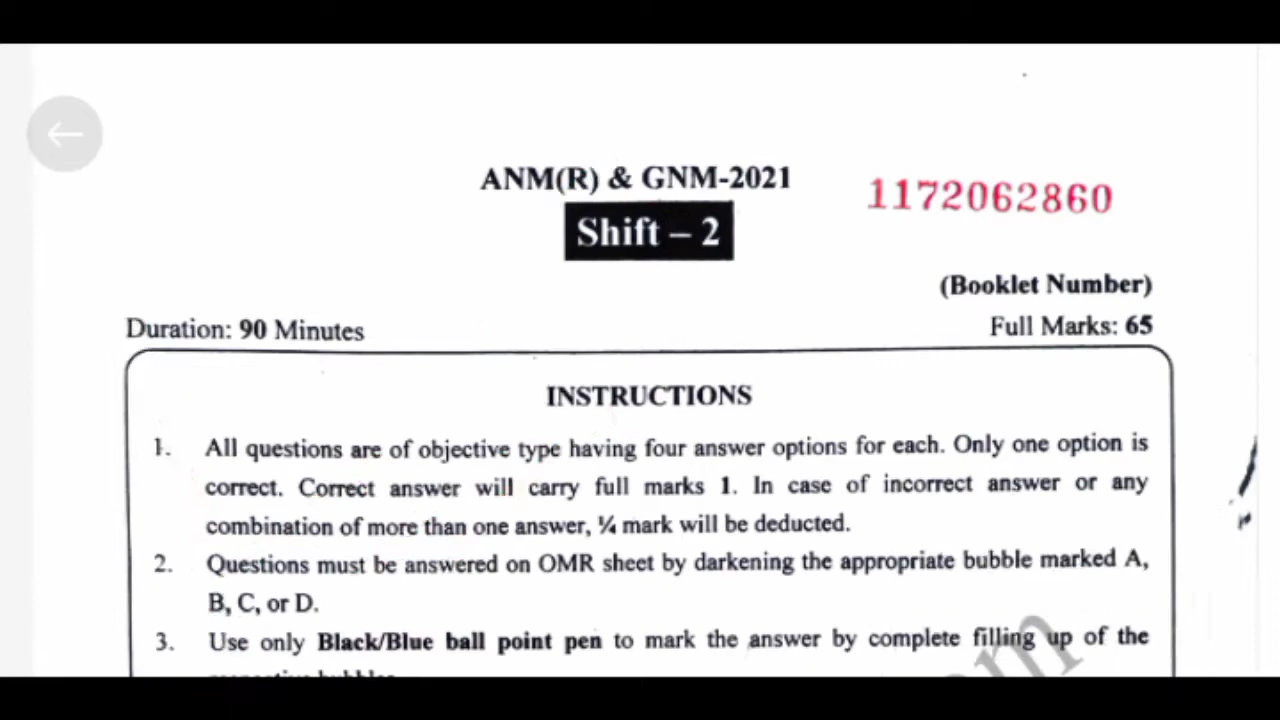 ANM(R) & GNM-2021
1172062860
Shift – 2
(Booklet Number)
Duration: 90 Minutes
Full Marks: 65
INSTRUCTIONS
1. All questions are of objective type having four answer options for each. Only one option is
correct. Correct answer will carry full marks 1. In case of incorrect answer or any
combination of more than one answer, ¼ mark will be deducted.
2. Questions must be answered on OMR sheet by darkening the appropriate bubble marked A,
B, C, or D.
3. Use only Black/Blue ball point pen to mark the answer by complete filling up of the